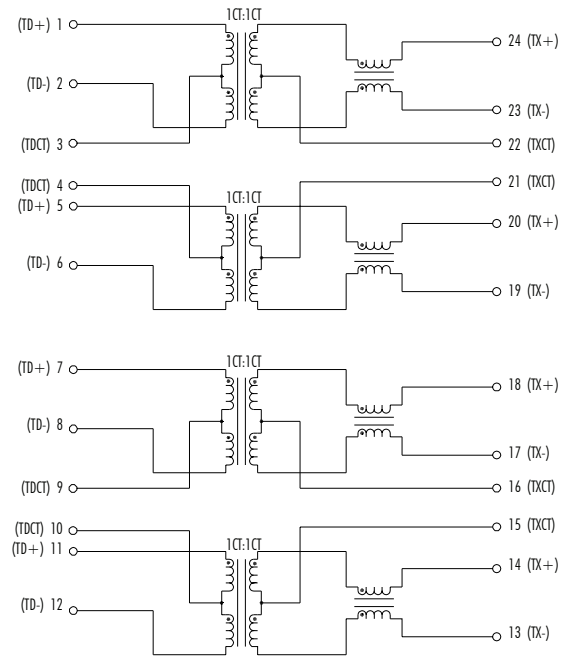 1CT:1CT
(TD+) 1
24 (TX+)
(TD-) 2
23 (TX-)
(TDCT) 3
22 (TXCT)
(TDCT) 4
21 (TXCT)
1CT:1CT
(TD+) 5
20 (TX+)
(TD-) 6
19 (TX-)
1CT:1CT
(TD+) 7
18 (TX+)
(TD-) 8
17 (TX-)
(TDCT) 9
16 (TXCT)
(TDCT) 10
15 (TXCT)
1CT:1CT
(TD+) 11
14 (TX+)
(TD-) 12
13 (TX-)